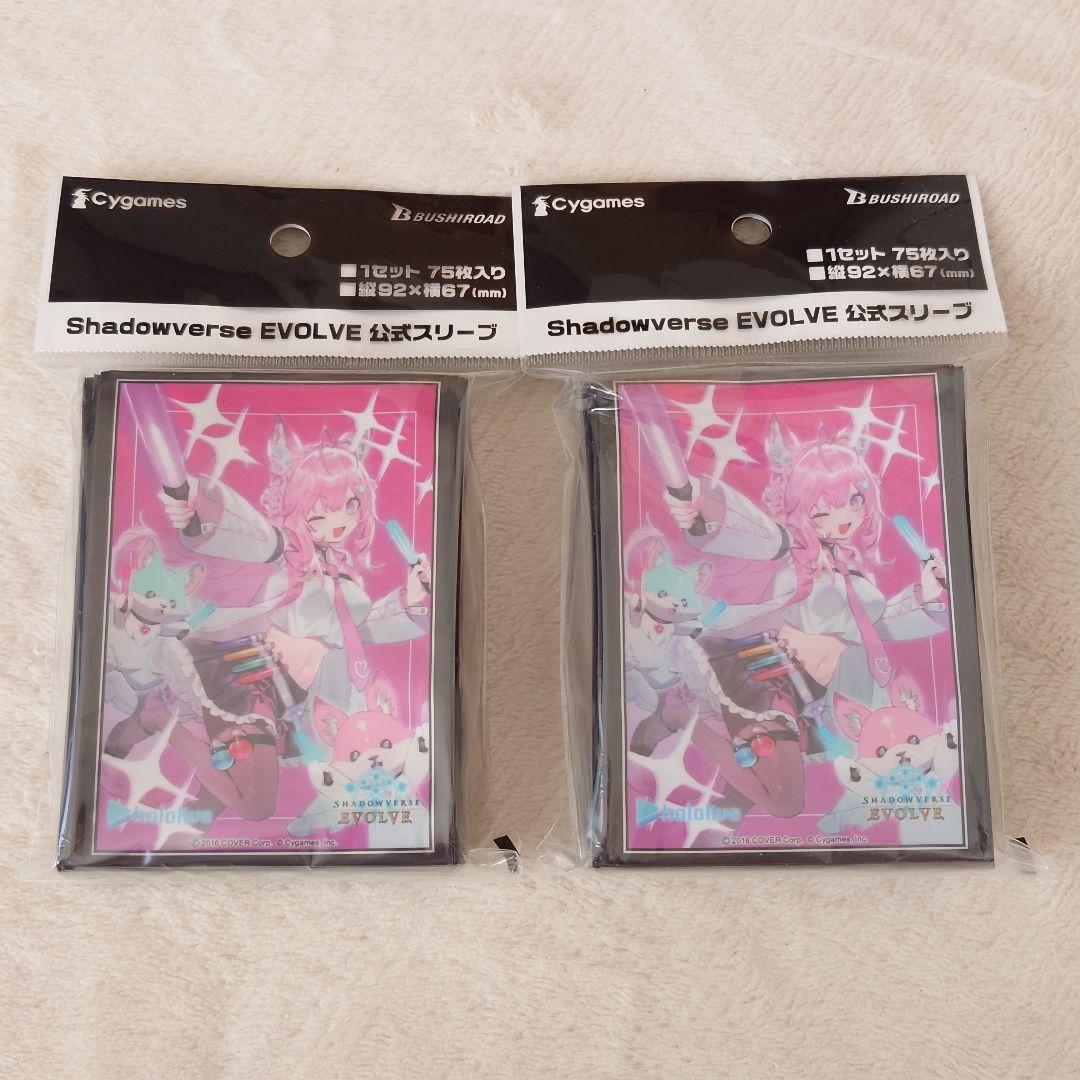 Cygames
BUSHIROAD
■1セット 75枚入り
■縦92×横67(mm)
Shadowverse EVOLVE 公式スリーブ
hololive
SHADOWVERSE
EVOLVE
© 2016 COVER Corp. © Cygames, Inc.
Cygames
BUSHIROAD
■1セット 75枚入り
■縦92×横67(mm)
Shadowverse EVOLVE 公式スリーブ
hololive
SHADOWVERSE
EVOLVE
© 2016 COVER Corp. © Cygames, Inc.